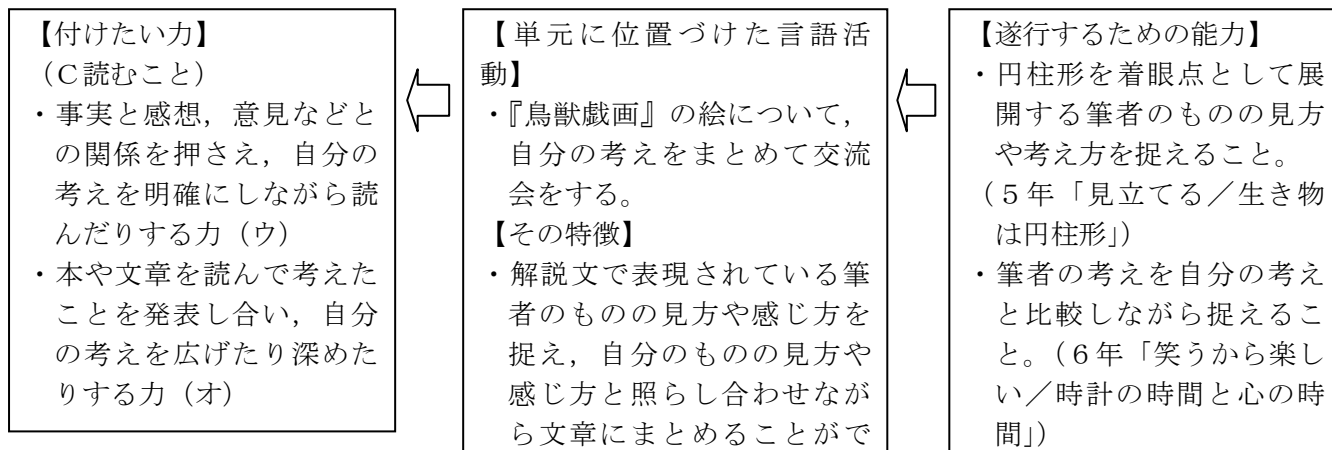 【付けたい力】
（Ｃ読むこと）
・事実と感想，意見などと
の関係を押さえ，自分の
考えを明確にしながら読
んだりする力（ウ）
・本や文章を読んで考えた
ことを発表し合い，自分
の考えを広げたり深めた
りする力（オ）
【単元に位置づけた言語活
動】
・『鳥獣戯画』の絵について，
自分の考えをまとめて交流
会をする。
【その特徴】
・解説文で表現されている筆
者のものの見方や感じ方を
捉え，自分のものの見方や
感じ方と照らし合わせなが
ら文章にまとめることがで
【遂行するための能力】
・円柱形を着眼点として展
開する筆者のものの見方
や考え方を捉えること。
（５年「見立てる／生き物
は円柱形」）
・筆者の考えを自分の考え
と比較しながら捉えるこ
と。（６年「笑うから楽し
い／時計の時間と心の時
間」）